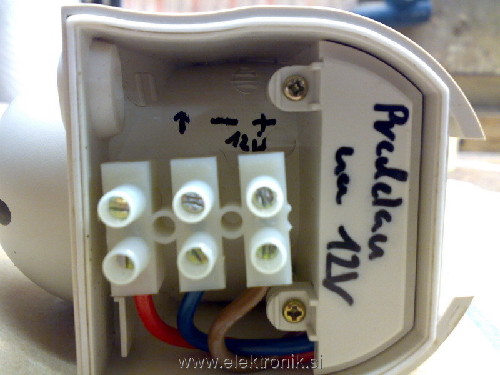 ↑ - +
12V
Predelan
na 12V
www.elektronik.si